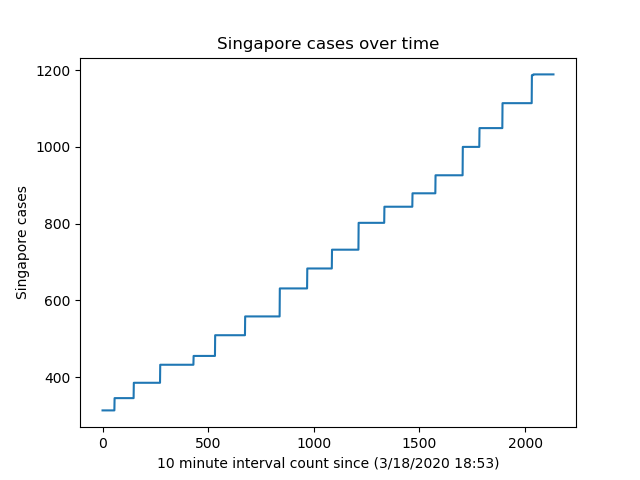 Singapore cases over time
1200
1000
800
600
400
Singapore cases
0 500 1000 1500 2000
10 minute interval count since (3/18/2020 18:53)